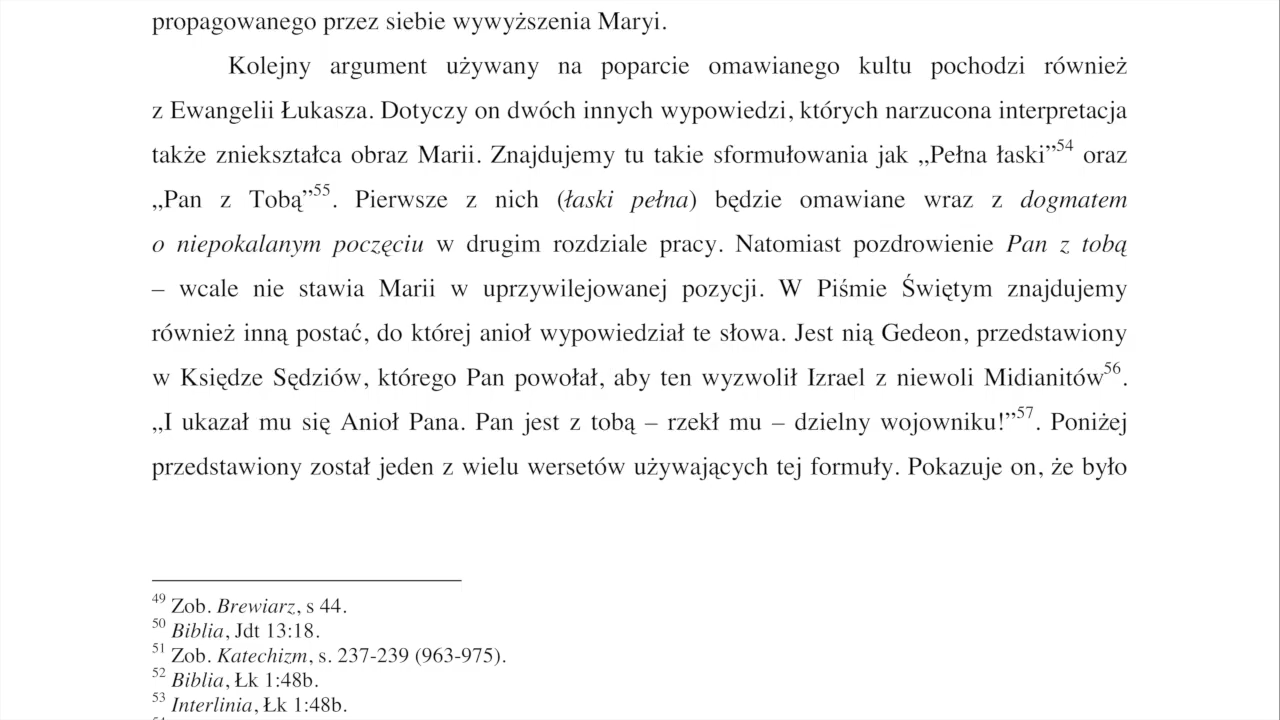 propagowanego przez siebie wywyższenia Maryi.
Kolejny argument używany na poparcie omawianego kultu pochodzi również
z Ewangelii Łukasza. Dotyczy on dwóch innych wypowiedzi, których narzucona interpretacja
także zniekształca obraz Marii. Znajdujemy tu takie sformułowania jak „Pełna łaski”54 oraz
„Pan z Tobą”55. Pierwsze z nich (łaski pełna) będzie omawiane wraz z dogmatem
o niepokalanym poczęciu w drugim rozdziale pracy. Natomiast pozdrowienie Pan z tobą
– wcale nie stawia Marii w uprzywilejowanej pozycji. W Piśmie Świętym znajdujemy
również inną postać, do której anioł wypowiedział te słowa. Jest nią Gedeon, przedstawiony
w Księdze Sędziów, którego Pan powołał, aby ten wyzwolił Izrael z niewoli Midianitów56.
„I ukazał mu się Anioł Pana. Pan jest z tobą – rzekł mu – dzielny wojowniku!”57. Poniżej
przedstawiony został jeden z wielu wersetów używających tej formuły. Pokazuje on, że było
49 Zob. Brewiarz, s 44.
50 Biblia, Jdt 13:18.
51 Zob. Katechizm, s. 237-239 (963-975).
52 Biblia, Łk 1:48b.
53 Interlinia, Łk 1:48b.